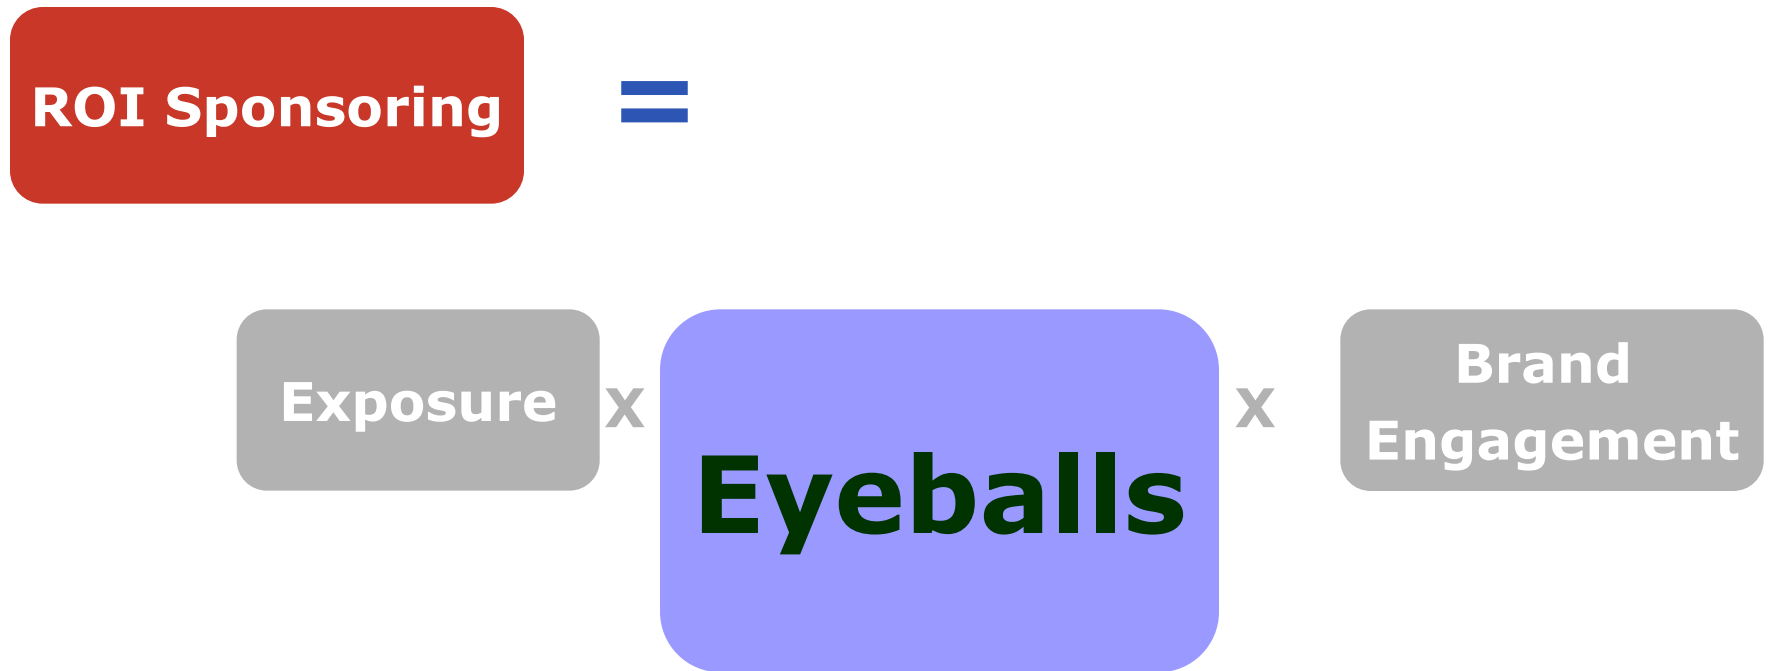 ROI Sponsoring =
Exposure x Eyeballs x Brand
Engagement